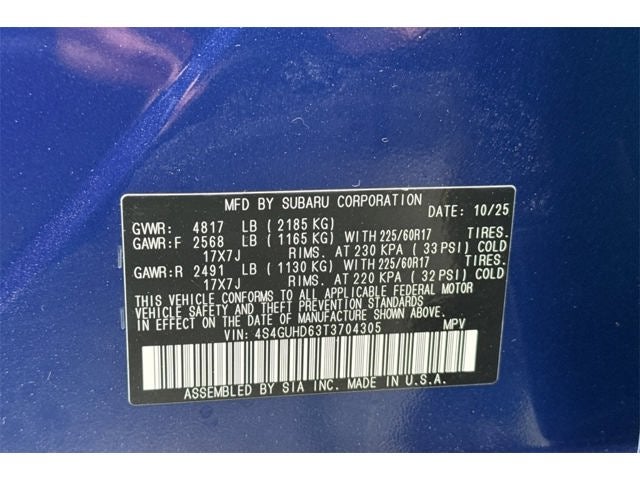 MFD BY SUBARU CORPORATION
DATE: 10/25
GVWR: 4817 LB (2185 KG)
GAWR:F 2568 LB (1165 KG) WITH 225/60R17 TIRES.
17X7J RIMS. AT 230 KPA (33 PSI) COLD
GAWR:R 2491 LB (1130 KG) WITH 225/60R17 TIRES.
17X7J RIMS. AT 220 KPA (32 PSI) COLD
THIS VEHICLE CONFORMS TO ALL APPLICABLE FEDERAL MOTOR
VEHICLE SAFETY AND THEFT PREVENTION STANDARDS
IN EFFECT ON THE DATE OF MANUFACTURE SHOWN ABOVE.
VIN: 4S4GUHD63T3704305 MPV
ASSEMBLED BY SIA INC. MADE IN U.S.A.